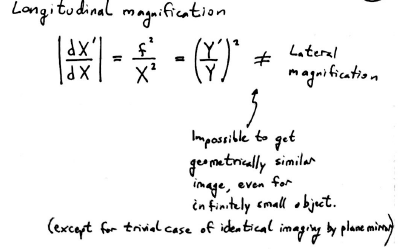 Longitudinal magnification
|dX'/dX| = f²/X² = (Y'/Y)² ≠ Lateral magnification
Impossible to get
geometrically similar
image, even for
infinitely small object.
(except for trivial case of identical imaging by plane mirror)